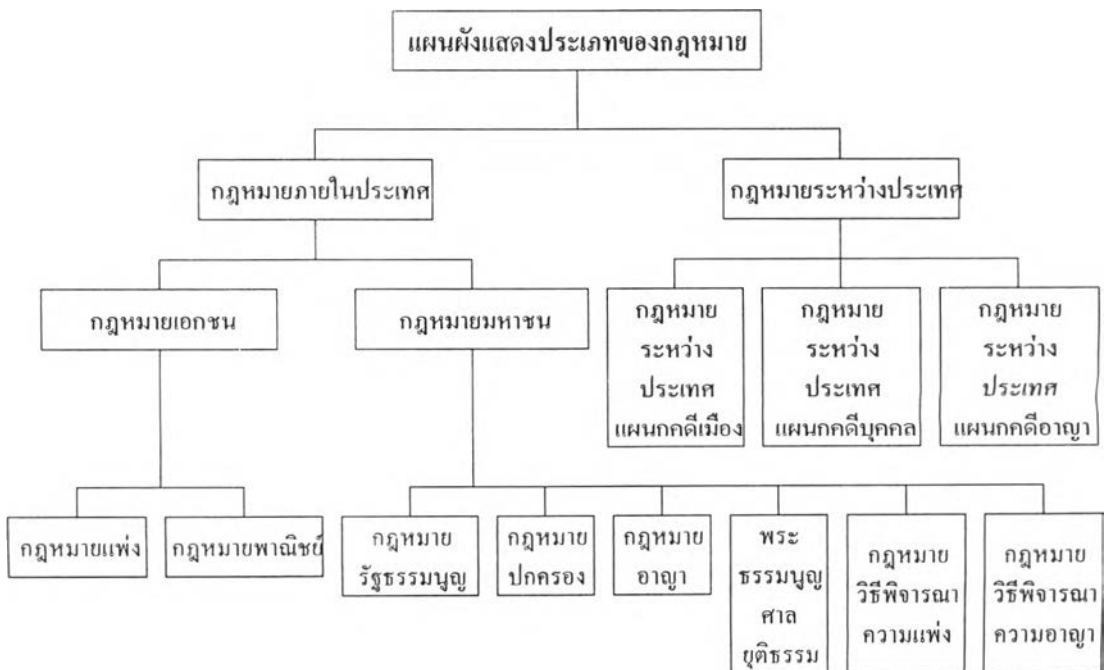 แผนผังแสดงประเภทของกฎหมาย
กฎหมายภายในประเทศ
กฎหมายระหว่างประเทศ
กฎหมายเอกชน
กฎหมายมหาชน
กฎหมาย
ระหว่าง
ประเทศ
แผนกคดีเมือง
กฎหมาย
ระหว่าง
ประเทศ
แผนกคดีบุคคล
กฎหมาย
ระหว่าง
ประเทศ
แผนกคดีอาญา
กฎหมายแพ่ง
กฎหมายพาณิชย์
กฎหมาย
รัฐธรรมนูญ
กฎหมาย
ปกครอง
กฎหมาย
อาญา
พระ
ธรรมนูญ
ศาล
ยุติธรรม
กฎหมาย
วิธีพิจารณา
ความแพ่ง
กฎหมาย
วิธีพิจารณา
ความอาญา